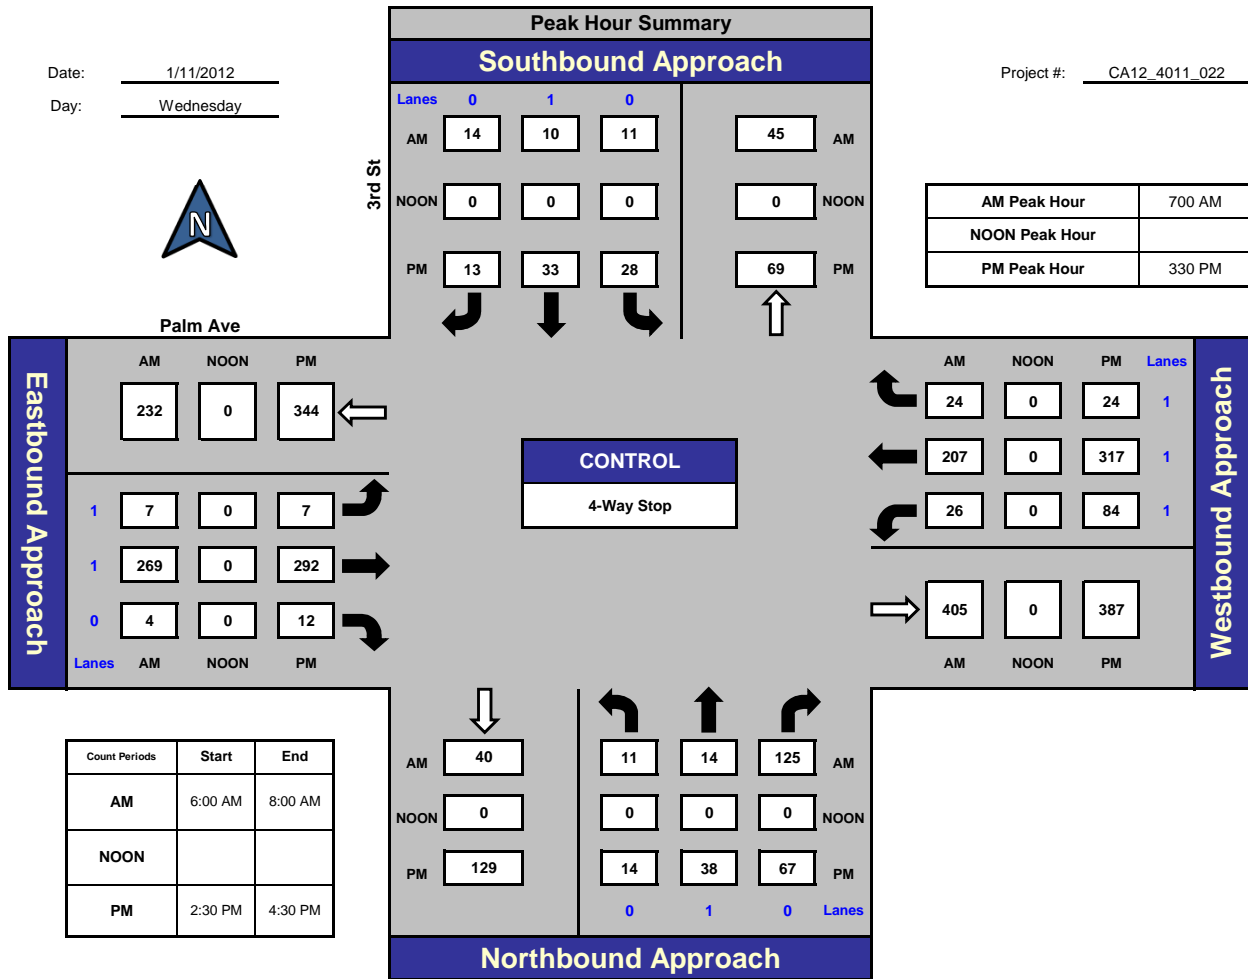 Peak Hour Summary
Southbound Approach
Date: 1/11/2012
Project #: CA12_4011_022
Day: Wednesday
Lanes 0 1 0
AM 14 10 11 45 AM
3rd St
NOON 0 0 0 0 NOON
PM 13 33 28 69 PM
N
AM Peak Hour 700 AM
NOON Peak Hour
PM Peak Hour 330 PM
Palm Ave
Eastbound Approach
AM NOON PM
232 0 344
1 7 0 7
1 269 0 292
0 4 0 12
Lanes AM NOON PM
CONTROL
4-Way Stop
AM NOON PM Lanes
24 0 24 1
207 0 317 1
26 0 84 1
405 0 387
AM NOON PM
Westbound Approach
Count Periods Start End
AM 6:00 AM 8:00 AM
NOON
PM 2:30 PM 4:30 PM
AM 40 11 14 125 AM
NOON 0 0 0 0 NOON
PM 129 14 38 67 PM
0 1 0 Lanes
Northbound Approach